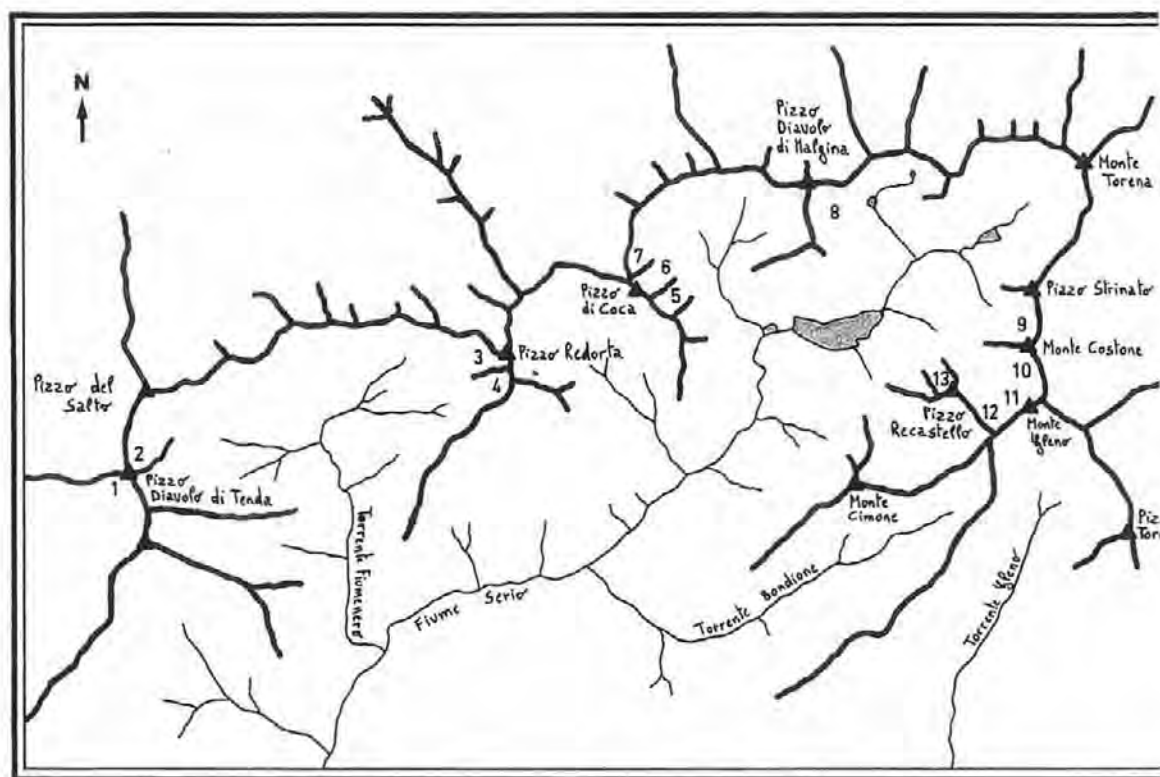 N
Pizzo
Diavolo
di Malgina
Monte
Torena
8
7
6
Pizzo
di Coca
5
Pizzo Strinato
9
3
Pizzo Redorta
Monte Costone
4
10
Pizzo del
Salto
13
Pizzo
Recastello
12
11
Monte
Gleno
2
1
Pizzo
Diavolo di Tenda
Monte
Cimone
Torrente Fiumenero
Fiume Serio
Torrente Bondione
Torrente Gleno